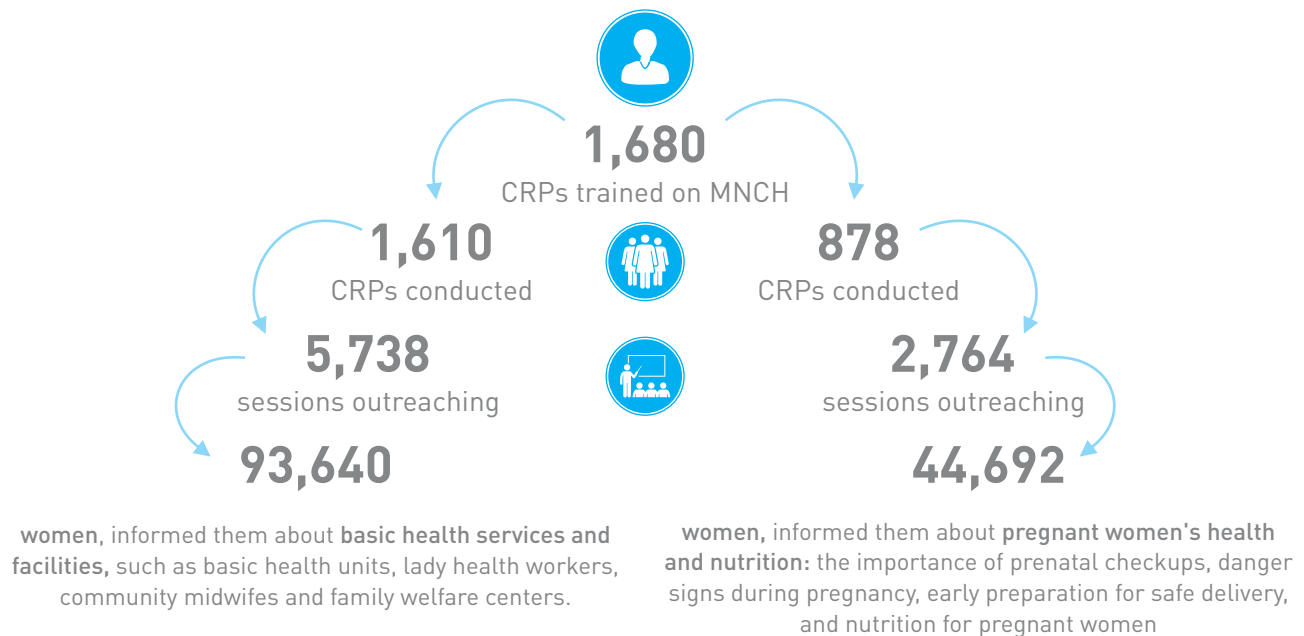 1,680
CRPs trained on MNCH
1,610
CRPs conducted
5,738
sessions outreaching
93,640
women, informed them about basic health services and
facilities, such as basic health units, lady health workers,
community midwifes and family welfare centers.
878
CRPs conducted
2,764
sessions outreaching
44,692
women, informed them about pregnant women's health
and nutrition: the importance of prenatal checkups, danger
signs during pregnancy, early preparation for safe delivery,
and nutrition for pregnant women